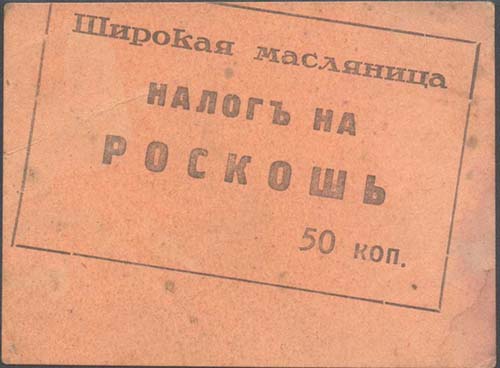 Широкая масляница
НАЛОГЪ НА
РОСКОШЬ
50 коп.